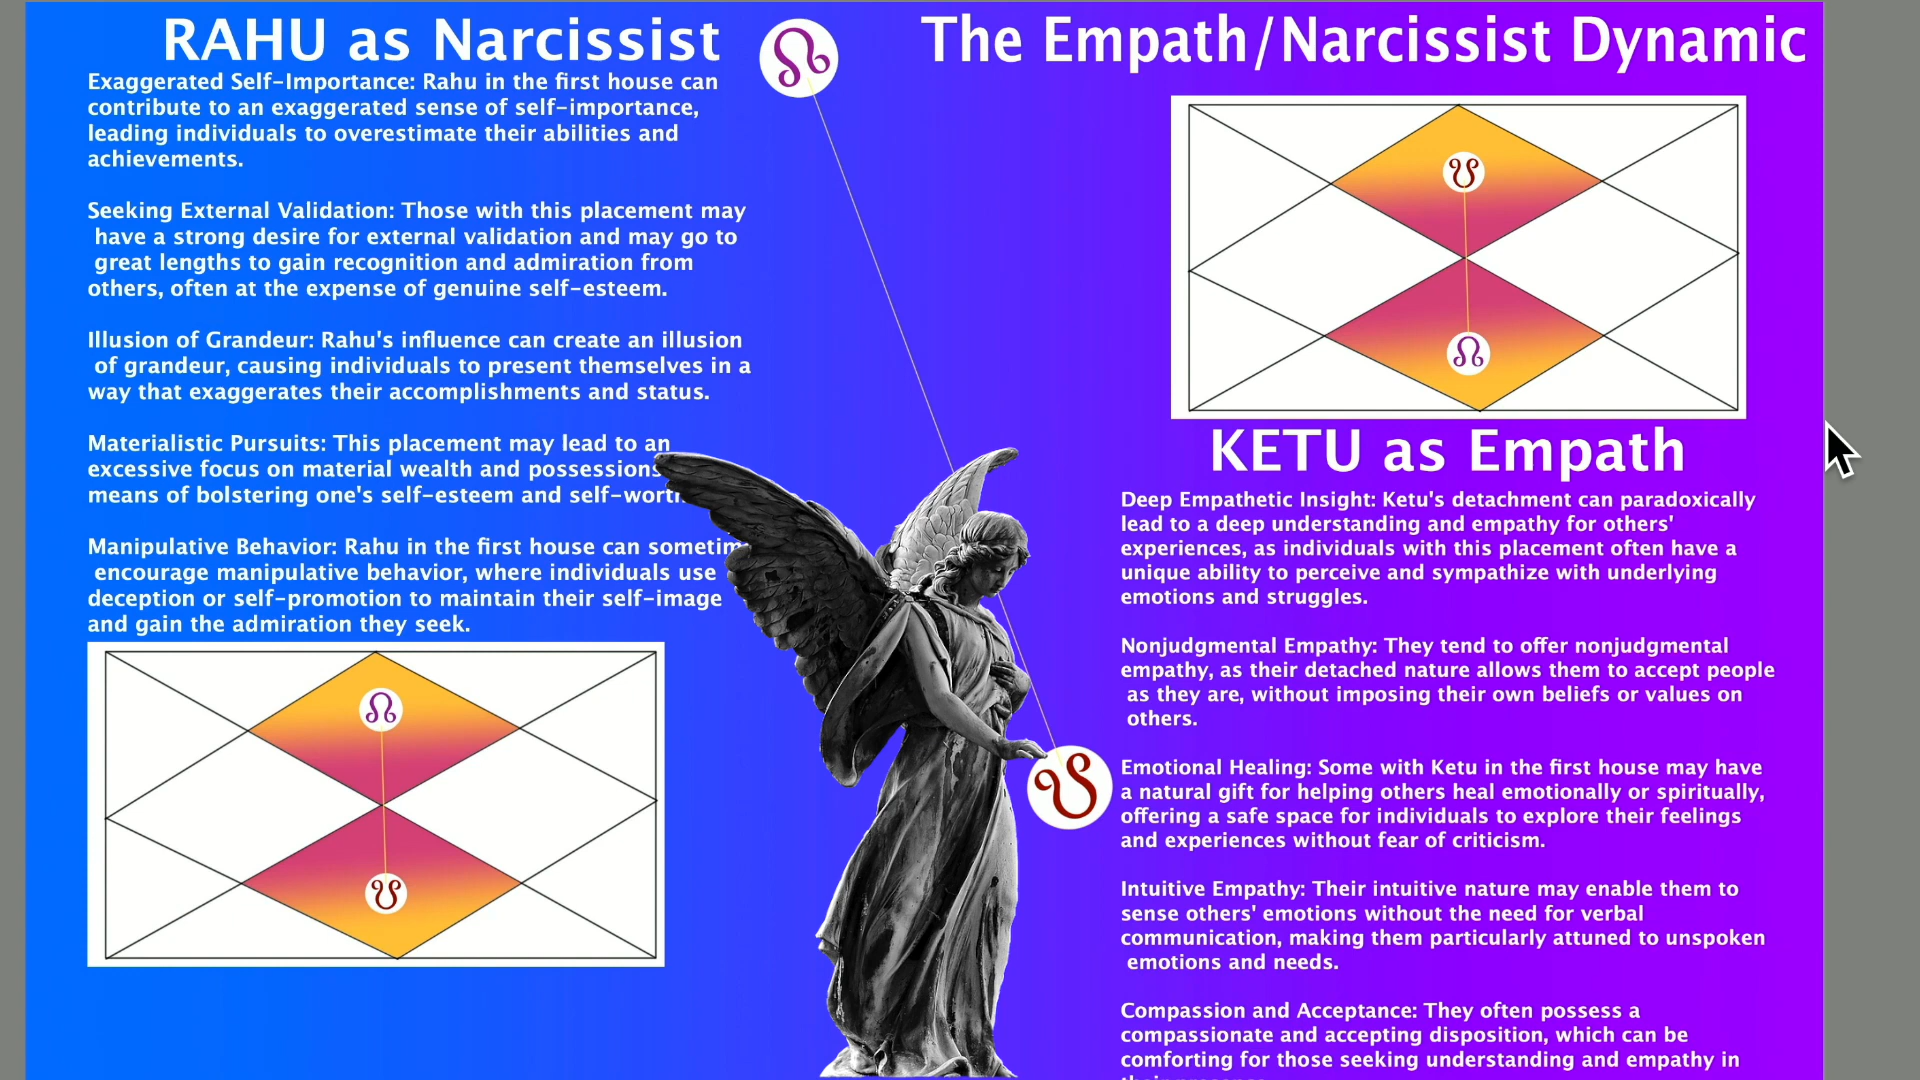 RAHU as Narcissist
Exaggerated Self-Importance: Rahu in the first house can
contribute to an exaggerated sense of self-importance,
leading individuals to overestimate their abilities and
achievements.
Seeking External Validation: Those with this placement may
have a strong desire for external validation and may go to
great lengths to gain recognition and admiration from
others, often at the expense of genuine self-esteem.
Illusion of Grandeur: Rahu's influence can create an illusion
of grandeur, causing individuals to present themselves in a
way that exaggerates their accomplishments and status.
Materialistic Pursuits: This placement may lead to an
excessive focus on material wealth and possessions
means of bolstering one's self-esteem and
Manipulative Behavior: Rahu in the first house can
encourage manipulative behavior, where individuals use
deception or self-promotion to maintain their self-image
and gain the admiration they seek.
The Empath/Narcissist Dynamic
KETU as Empath
Deep Empathetic Insight: Ketu's detachment can paradoxically
lead to a deep understanding and empathy for others'
experiences, as individuals with this placement often have a
unique ability to perceive and sympathize with underlying
emotions and struggles.
Nonjudgmental Empathy: They tend to offer nonjudgmental
empathy, as their detached nature allows them to accept people
as they are, without imposing their own beliefs or values on
others.
Emotional Healing: Some with Ketu in the first house may have
a natural gift for helping others heal emotionally or spiritually,
offering a safe space for individuals to explore their feelings
and experiences without fear of criticism.
Intuitive Empathy: Their intuitive nature may enable them to
sense others' emotions without the need for verbal
communication, making them particularly attuned to unspoken
emotions and needs.
Compassion and Acceptance: They often possess a
compassionate and accepting disposition, which can be
comforting for those seeking understanding and empathy in